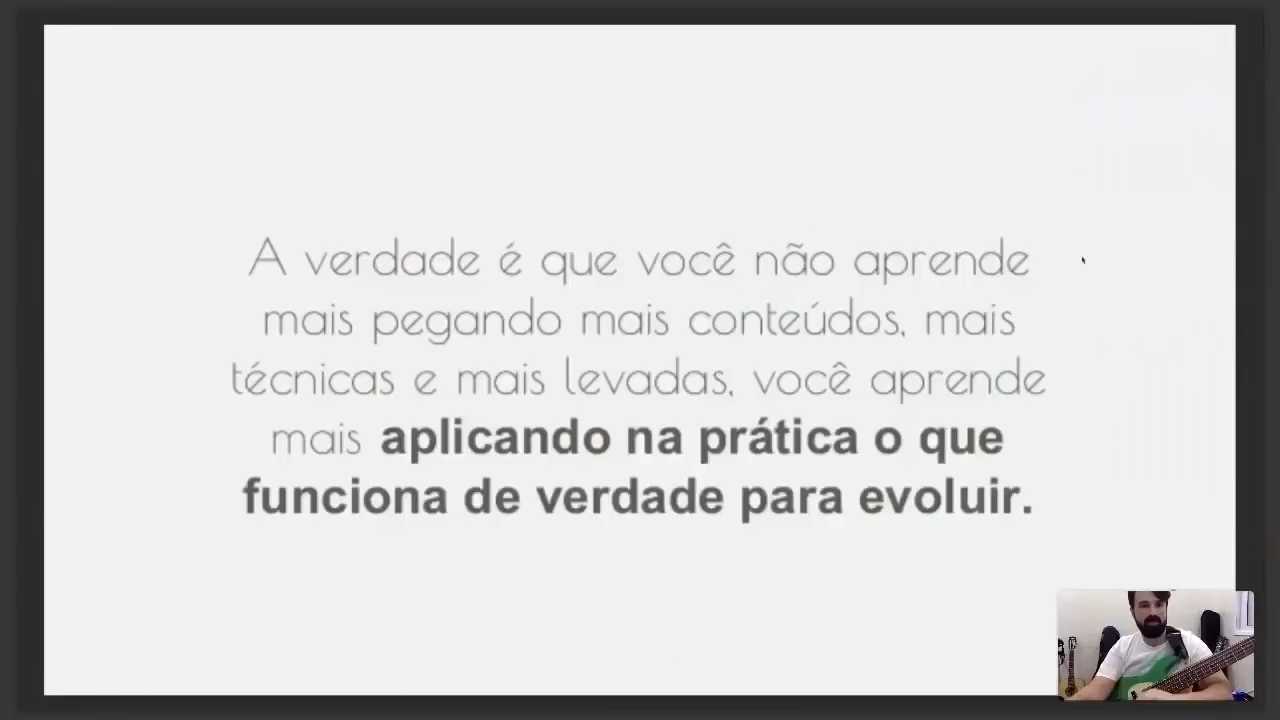 A verdade é que você não aprende
mais pegando mais conteúdos, mais
técnicas e mais levadas, você aprende
mais aplicando na prática o que
funciona de verdade para evoluir.